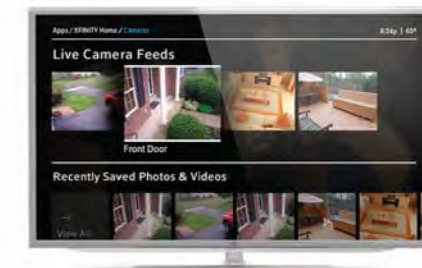 Apps / XFINITY Home / Cameras
8:34p | 65°
Live Camera Feeds
Front Door
Recently Saved Photos & Videos
View All